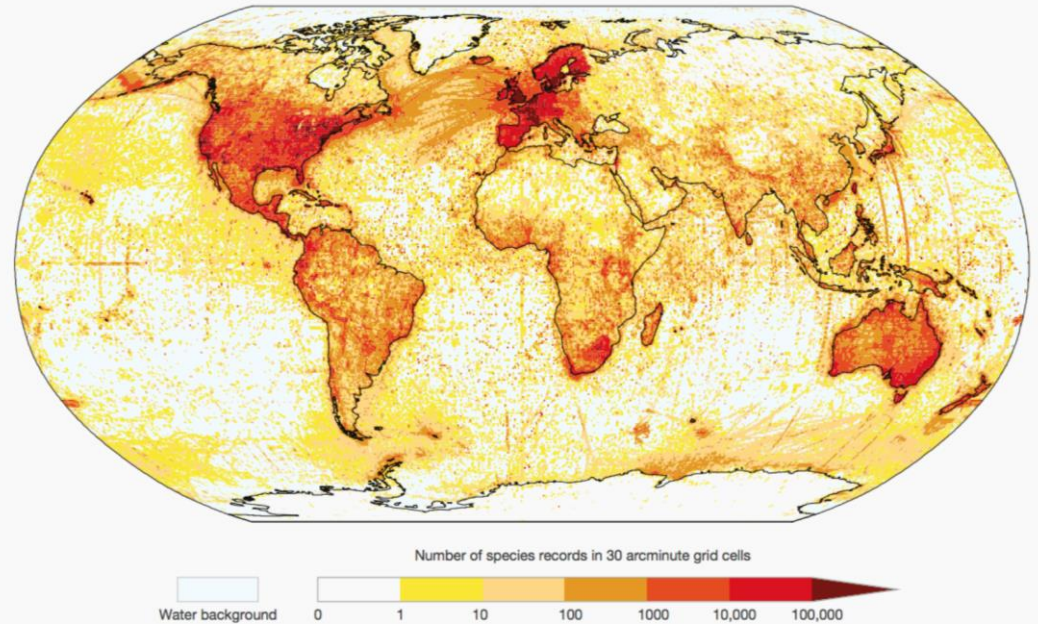 Number of species records in 30 arcminute grid cells
Water background
0 1 10 100 1000 10,000 100,000